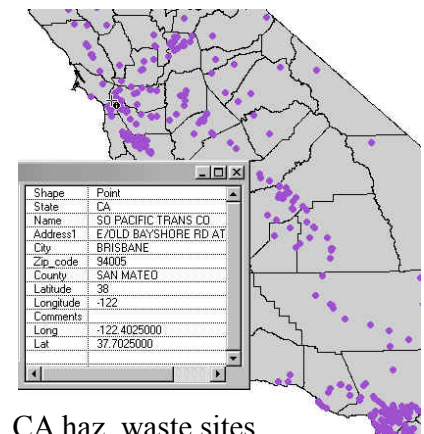 Shape Point
State CA
Name SO PACIFIC TRANS CO
Address1 E/OLD BAYSHORE RD AT
City BRISBANE
Zip_code 94005
County SAN MATEO
Latitude 38
Longitude -122
Comments
Long -122.4025000
Lat 37.7025000
CA haz. waste sites